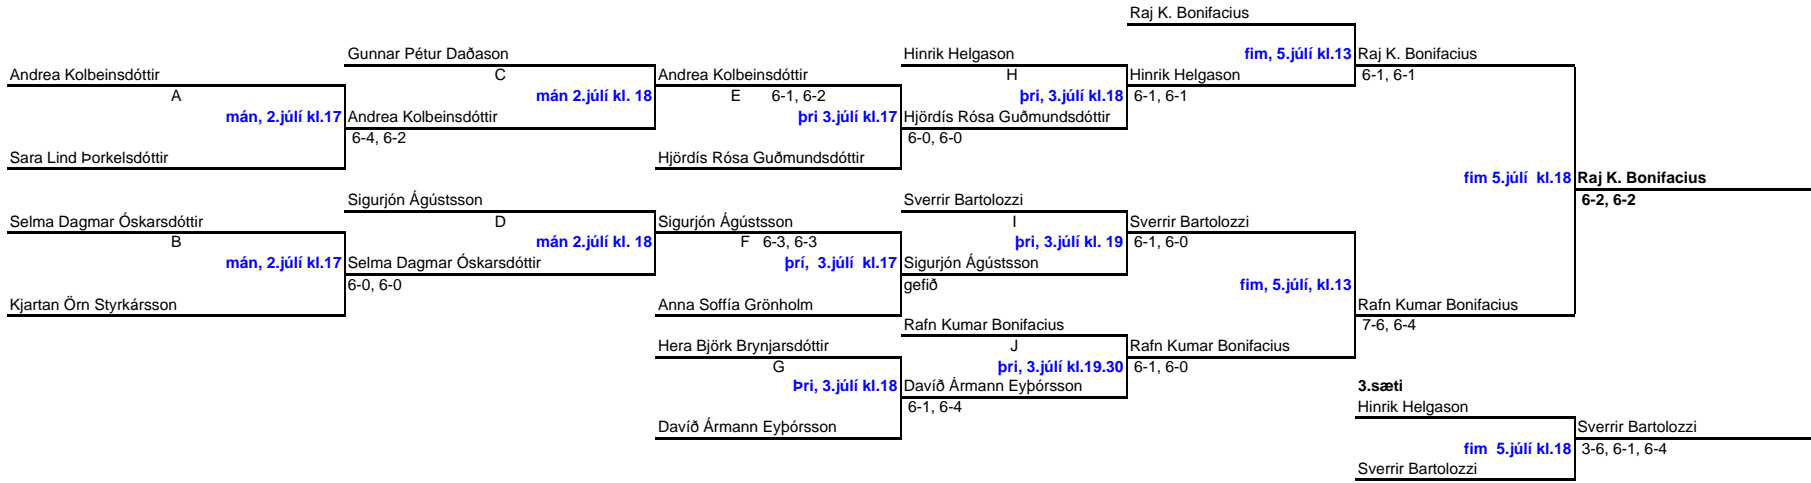 Raj K. Bonifacius
Gunnar Pétur Daðason
Hinrik Helgason
fim, 5.júlí kl.13
Raj K. Bonifacius
Andrea Kolbeinsdóttir
C
Andrea Kolbeinsdóttir
H
Hinrik Helgason
6-1, 6-1
A
mán 2.júlí kl. 18
E 6-1, 6-2
þri, 3.júlí kl.18
6-1, 6-1
mán, 2.júlí kl.17
Andrea Kolbeinsdóttir
þri 3.júlí kl.17
Hjördís Rósa Guðmundsdóttir
6-4, 6-2
6-0, 6-0
Sara Lind Þorkelsdóttir
Hjördís Rósa Guðmundsdóttir
fim 5.júlí kl.18
Raj K. Bonifacius
Sigurjón Ágústsson
Sverrir Bartolozzi
6-2, 6-2
Selma Dagmar Óskarsdóttir
D
Sigurjón Ágústsson
I
Sverrir Bartolozzi
B
mán 2.júlí kl. 18
F 6-3, 6-3
þri, 3.júlí kl. 19
6-1, 6-0
mán, 2.júlí kl.17
Selma Dagmar Óskarsdóttir
þrí, 3.júlí kl.17
Sigurjón Ágústsson
6-0, 6-0
gefið
fim, 5.júlí, kl.13
Kjartan Örn Styrkársson
Anna Soffía Grönholm
Rafn Kumar Bonifacius
Rafn Kumar Bonifacius
7-6, 6-4
Hera Björk Brynjarsdóttir
J
Rafn Kumar Bonifacius
G
þri, 3.júlí kl.19.30
6-1, 6-0
Þri, 3.júlí kl.18
Davíð Ármann Eyþórsson
3.sæti
6-1, 6-4
Hinrik Helgason
Davíð Ármann Eyþórsson
Sverrir Bartolozzi
fim 5.júlí kl.18
3-6, 6-1, 6-4
Sverrir Bartolozzi